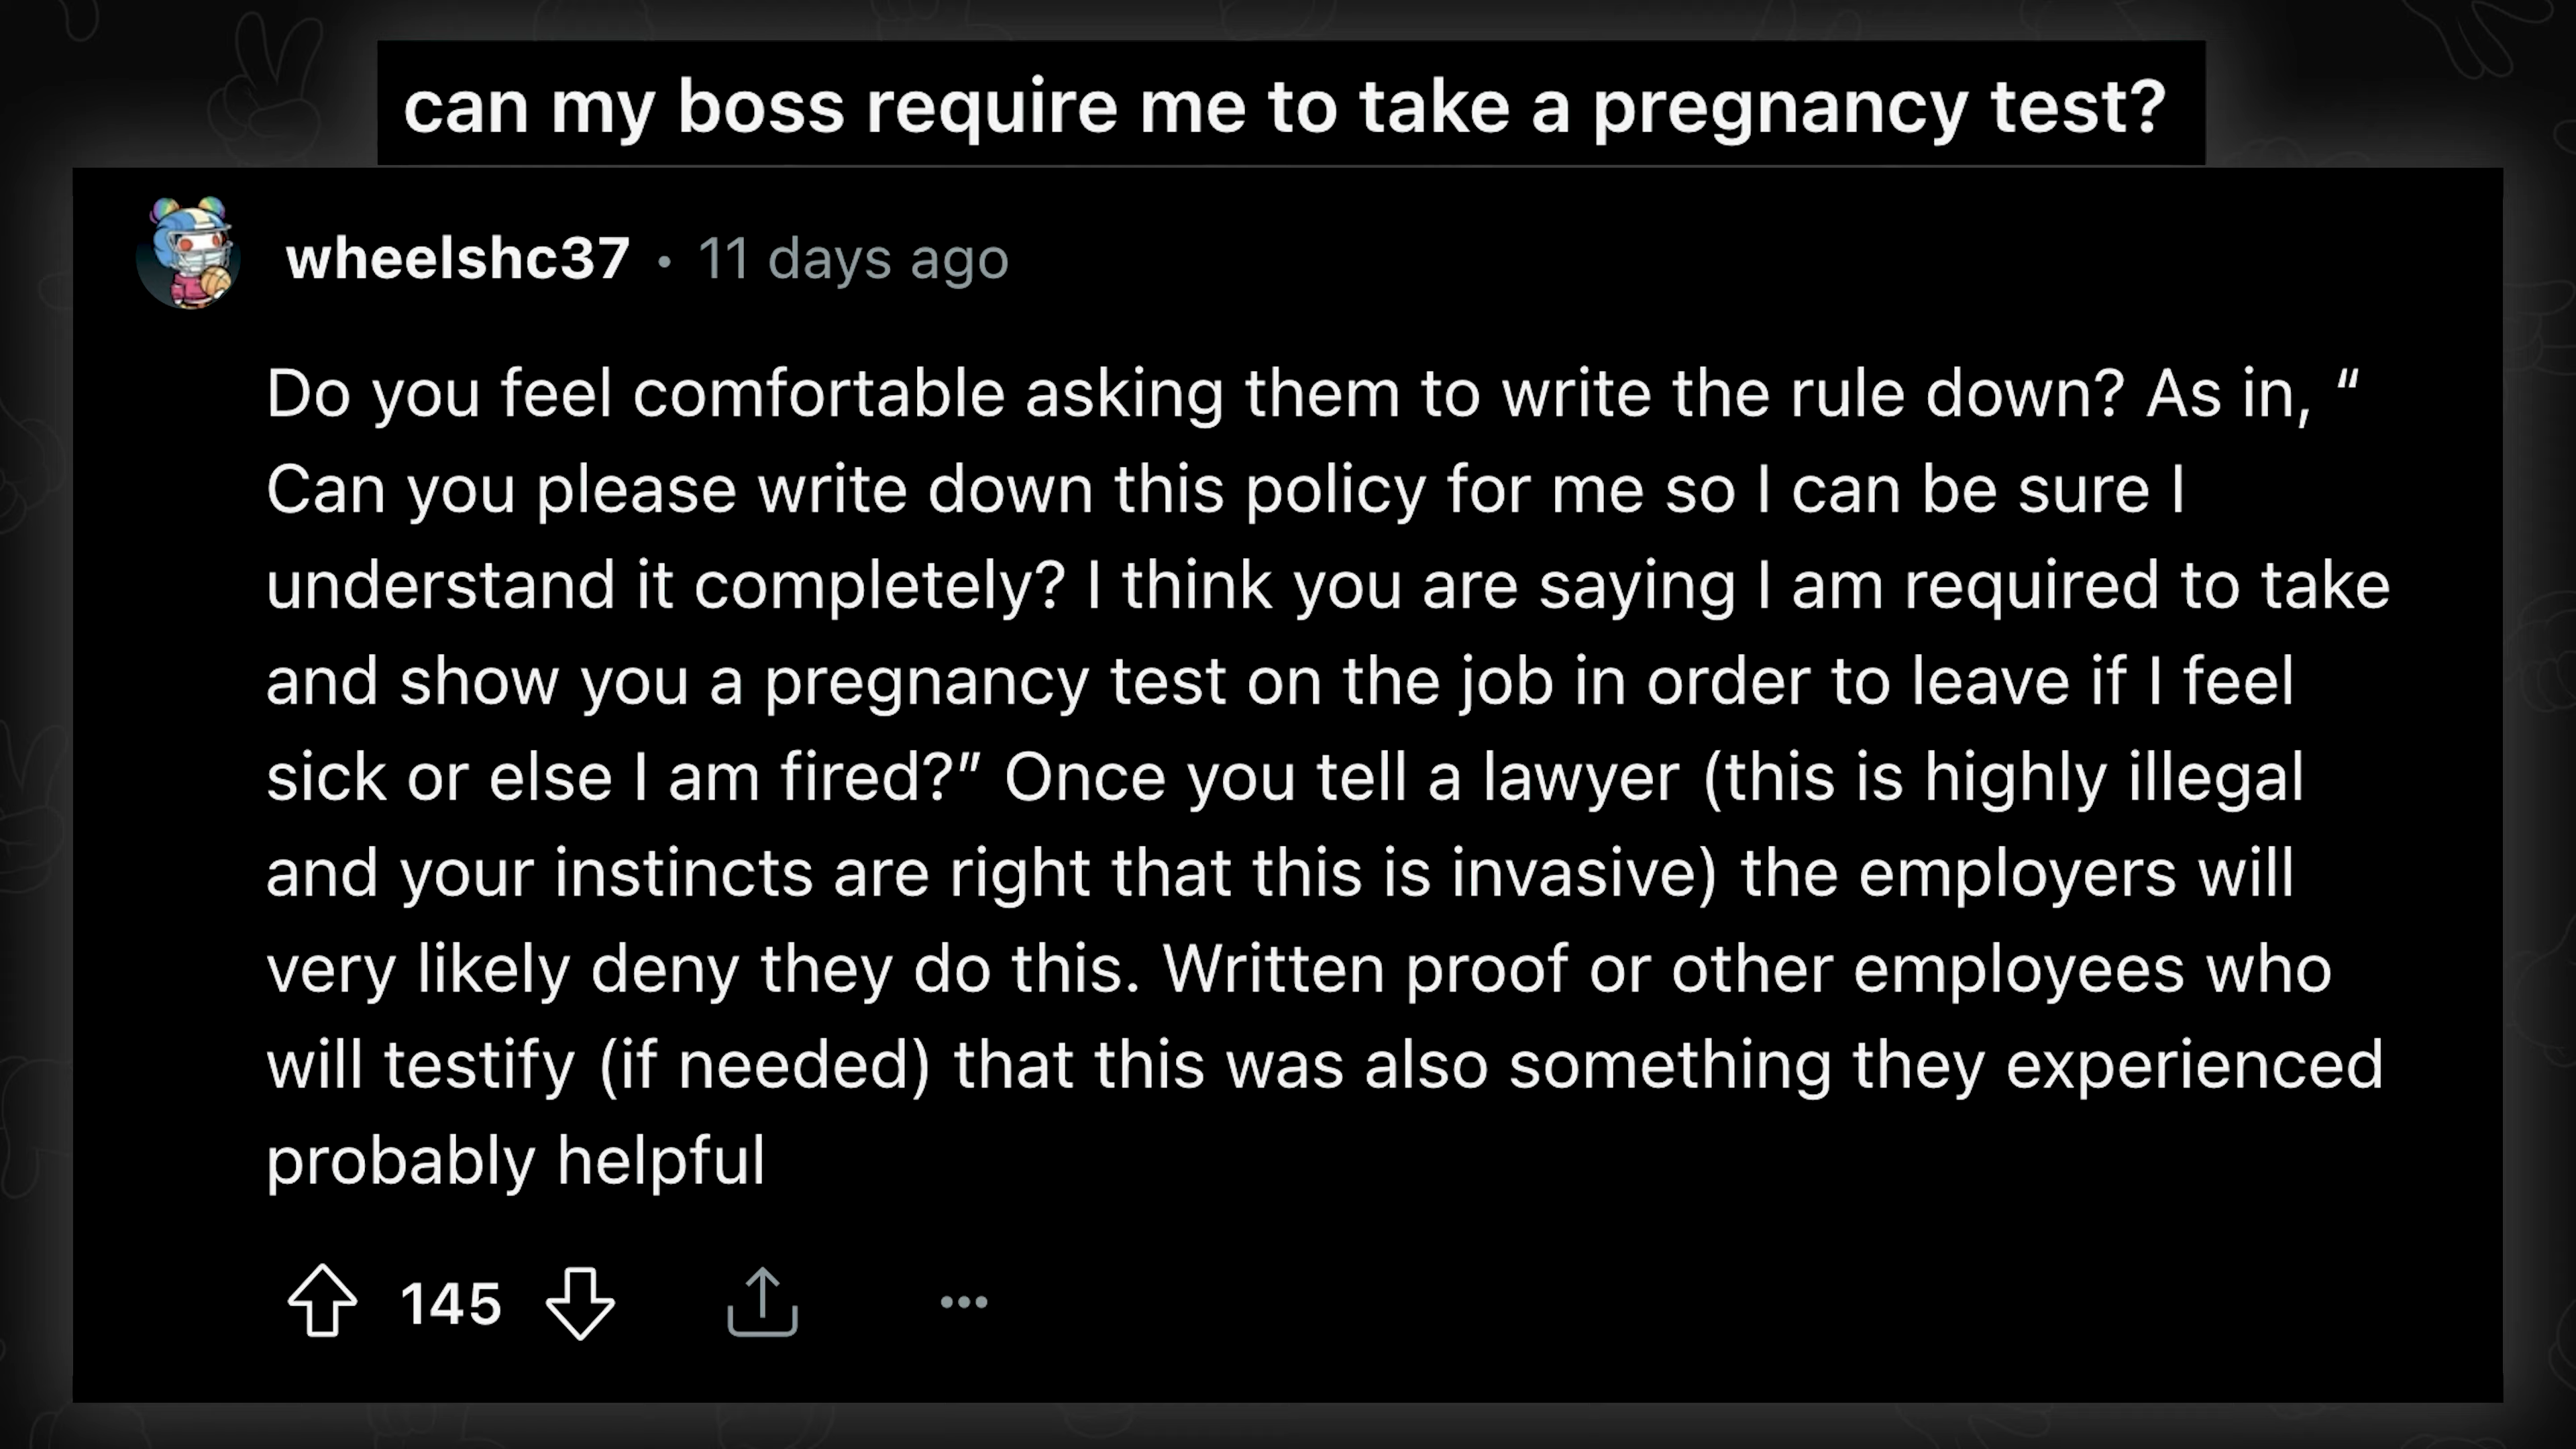 can my boss require me to take a pregnancy test?
wheelshc37 • 11 days ago
Do you feel comfortable asking them to write the rule down? As in, “
Can you please write down this policy for me so I can be sure I
understand it completely? I think you are saying I am required to take
and show you a pregnancy test on the job in order to leave if I feel
sick or else I am fired?” Once you tell a lawyer (this is highly illegal
and your instincts are right that this is invasive) the employers will
very likely deny they do this. Written proof or other employees who
will testify (if needed) that this was also something they experienced
probably helpful
145